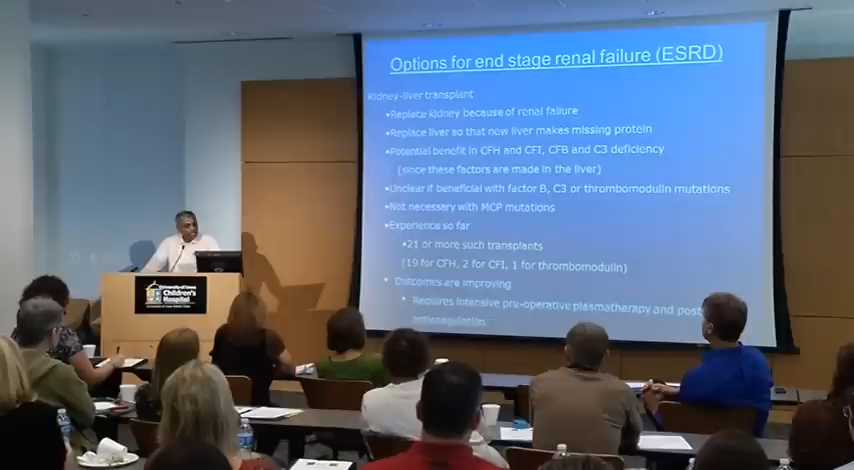 Options for end stage renal failure (ESRD)
Kidney-liver transplant
•Replace kidney because of renal failure
•Replace liver so that new liver makes missing protein
•Potential benefit in CFH and CFI, CFB and C3 deficiency
(since these factors are made in the liver)
•Unclear if beneficial with factor B, C3 or thrombomodulin mutations
•Not necessary with MCP mutations
•Experience so far
•21 or more such transplants
(19 for CFH, 2 for CFI, 1 for thrombomodulin)
• Outcomes are improving
• Requires intensive pre-operative plasmatherapy and post
anticoagulation
University of Iowa
Children's
Hospital